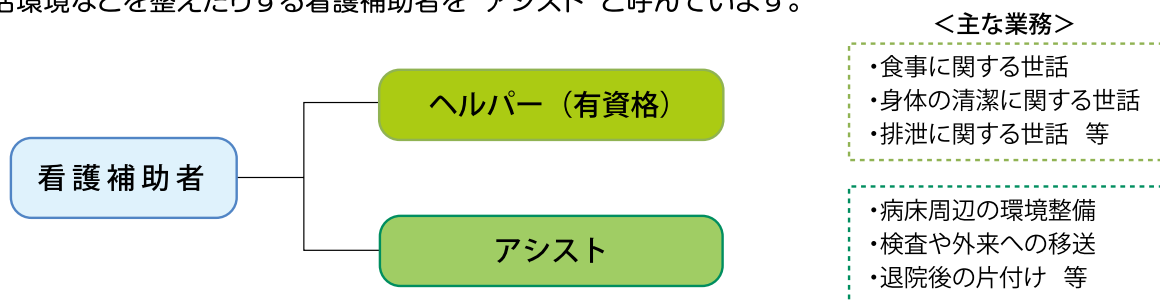 活環境などを整えたりする看護補助者を“アシスト”と呼んでいます。
＜主な業務＞
看護補助者
ヘルパー（有資格）
・食事に関する世話
・身体の清潔に関する世話
・排泄に関する世話 等
アシスト
・病床周辺の環境整備
・検査や外来への移送
・退院後の片付け 等